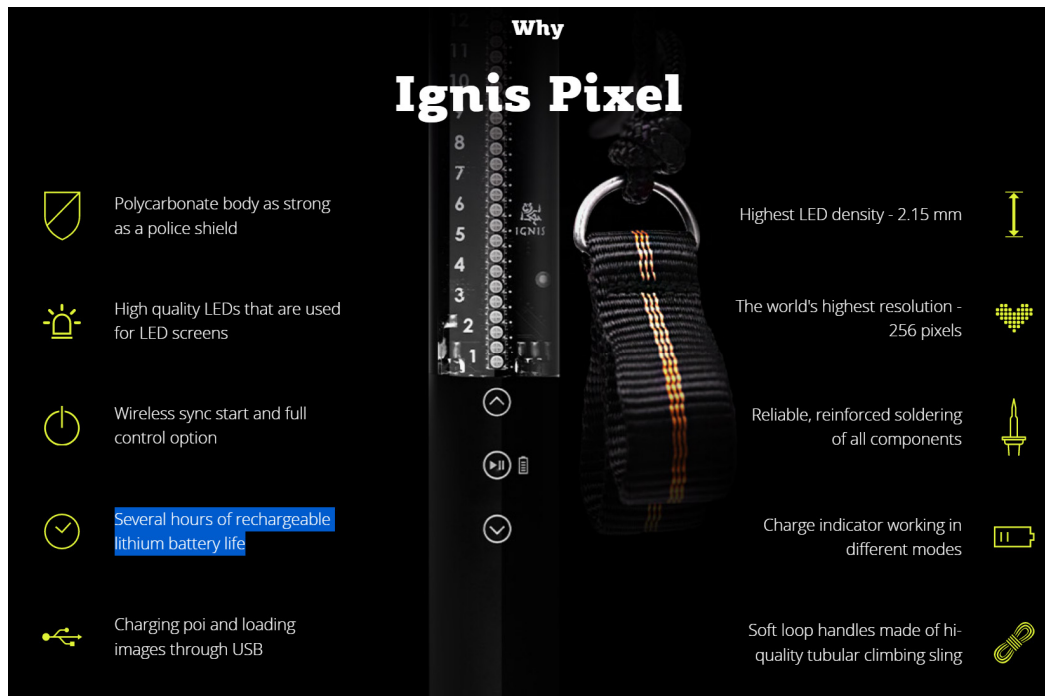 Why
Ignis Pixel
12
11
10
9
8
7
6
5
4
3
2
1
IGNIS
Polycarbonate body as strong
as a police shield
High quality LEDs that are used
for LED screens
Wireless sync start and full
control option
Several hours of rechargeable
lithium battery life
Charging poi and loading
images through USB
Highest LED density - 2.15 mm
The world's highest resolution -
256 pixels
Reliable, reinforced soldering
of all components
Charge indicator working in
different modes
Soft loop handles made of hi-
quality tubular climbing sling